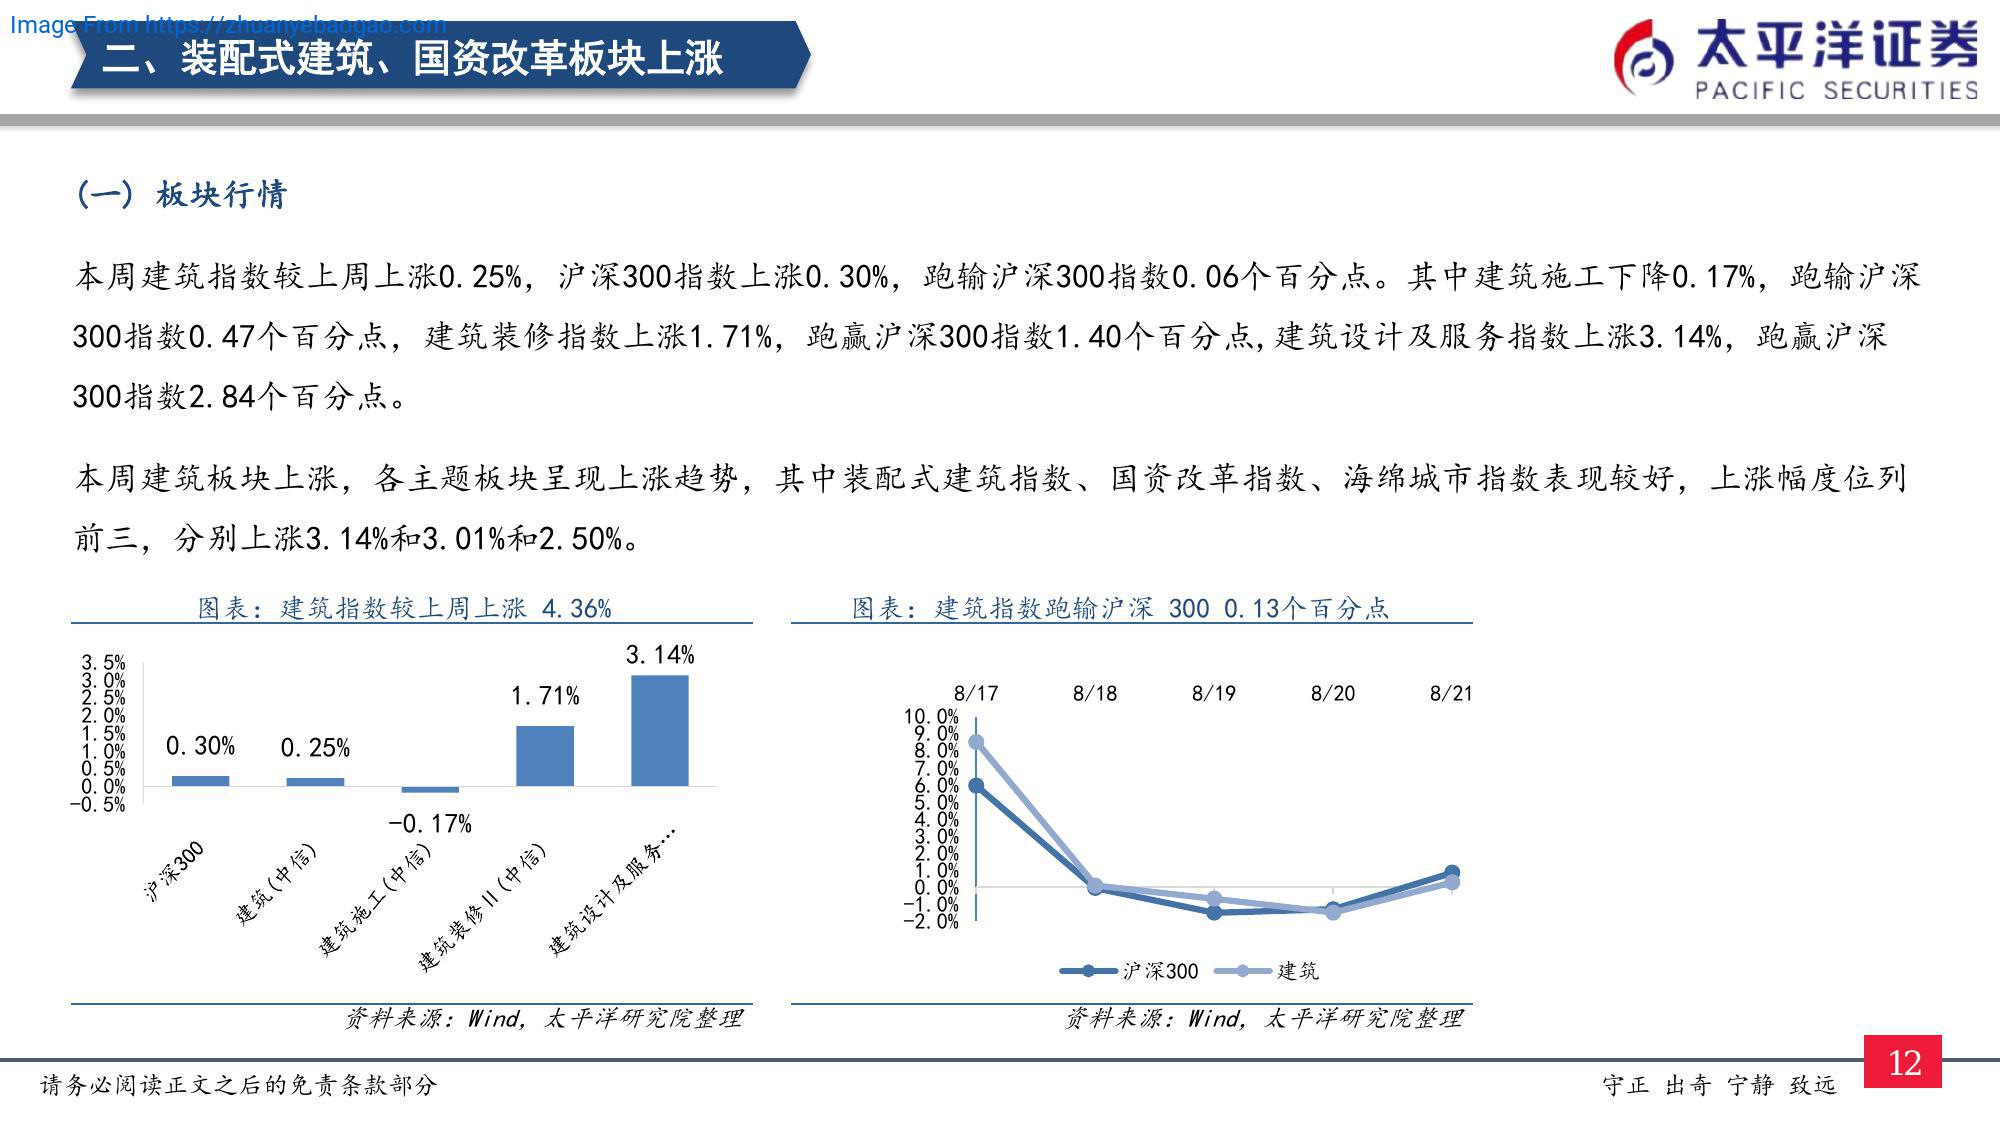 Image From https://zhuanyebaogao.com
二、装配式建筑、国资改革板块上涨
太平洋证券
PACIFIC SECURITIES
(一) 板块行情
本周建筑指数较上周上涨0.25%，沪深300指数上涨0.30%，跑输沪深300指数0.06个百分点。其中建筑施工下降0.17%，跑输沪深
300指数0.47个百分点，建筑装修指数上涨1.71%，跑赢沪深300指数1.40个百分点,建筑设计及服务指数上涨3.14%，跑赢沪深
300指数2.84个百分点。
本周建筑板块上涨，各主题板块呈现上涨趋势，其中装配式建筑指数、国资改革指数、海绵城市指数表现较好，上涨幅度位列
前三，分别上涨3.14%和3.01%和2.50%。
图表：建筑指数较上周上涨 4.36%
3.5%
3.0%
2.5%
2.0%
1.5%
1.0%
0.5%
0.0%
-0.5%
0.30%
0.25%
-0.17%
1.71%
3.14%
沪深300
建筑(中信)
建筑施工(中信)
建筑装修Ⅱ(中信)
建筑设计及服务…
资料来源：Wind，太平洋研究院整理
图表：建筑指数跑输沪深 300 0.13个百分点
8/17 8/18 8/19 8/20 8/21
10.0%
9.0%
8.0%
7.0%
6.0%
5.0%
4.0%
3.0%
2.0%
1.0%
0.0%
-1.0%
-2.0%
沪深300 建筑
资料来源：Wind，太平洋研究院整理
请务必阅读正文之后的免责条款部分
守正 出奇 宁静 致远
12